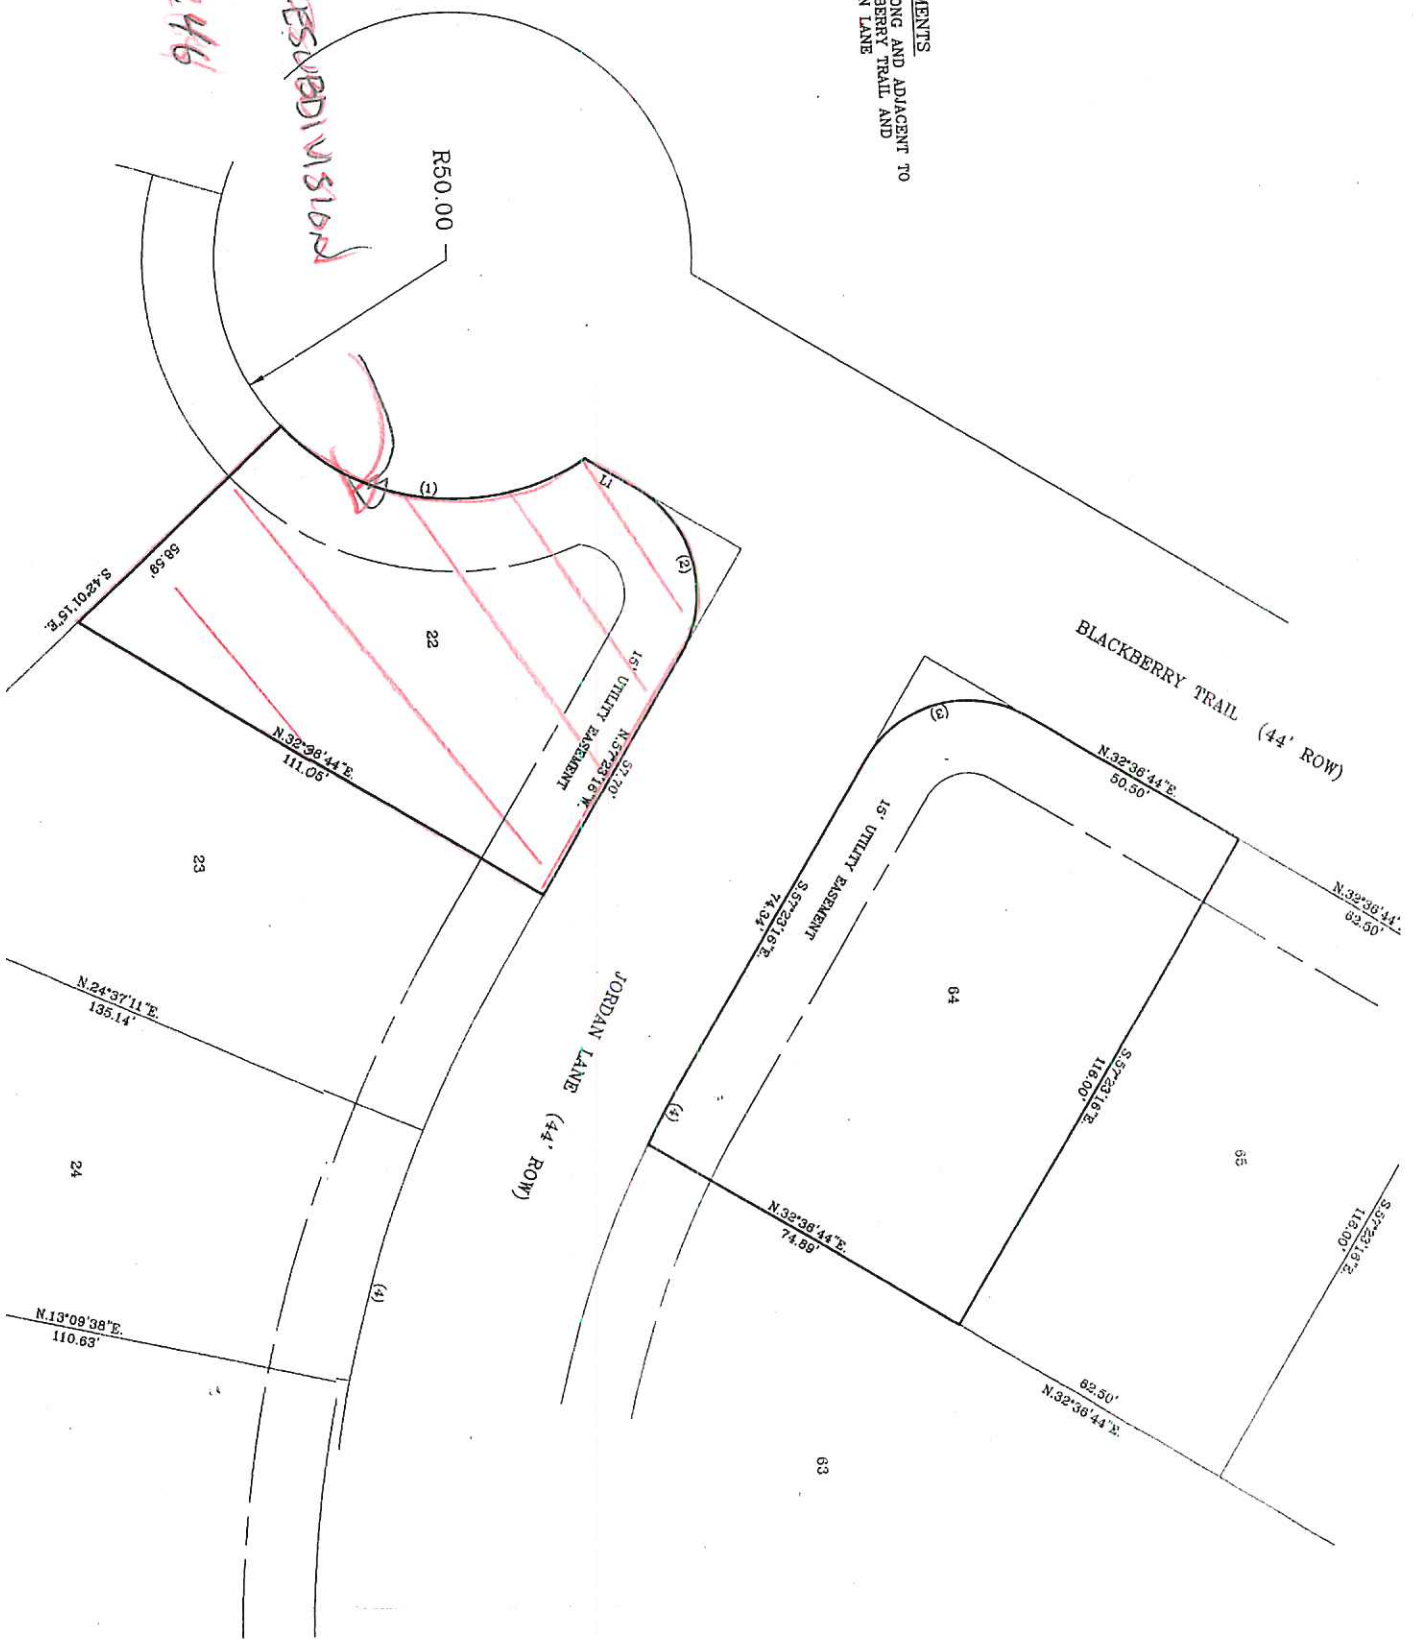 MENTS
ONG AND ADJACENT TO
BERRY TRAIL AND
N LANE
ESUBDIVISION
246
R50.00
BLACKBERRY TRAIL (44' ROW)
(1)
L1
(2)
22
15' UTILITY EASEMENT
N.57°23'16"W.
57.70'
58.59'
S.42°01'15"E.
N.32°36'44"E.
111.05'
23
(3)
N.32°36'44"E.
50.50'
N.32°36'44"
62.50'
15' UTILITY EASEMENT
S.57°23'16"E.
74.34'
64
S.57°23'16"E.
116.00'
65
S.57°23'16"E.
116.00'
(4)
N.32°36'44"E.
74.89'
62.50'
N.32°36'44"E.
63
JORDAN LANE (44' ROW)
N.24°37'11"E.
135.14'
24
(4)
N.13°09'38"E.
110.63'